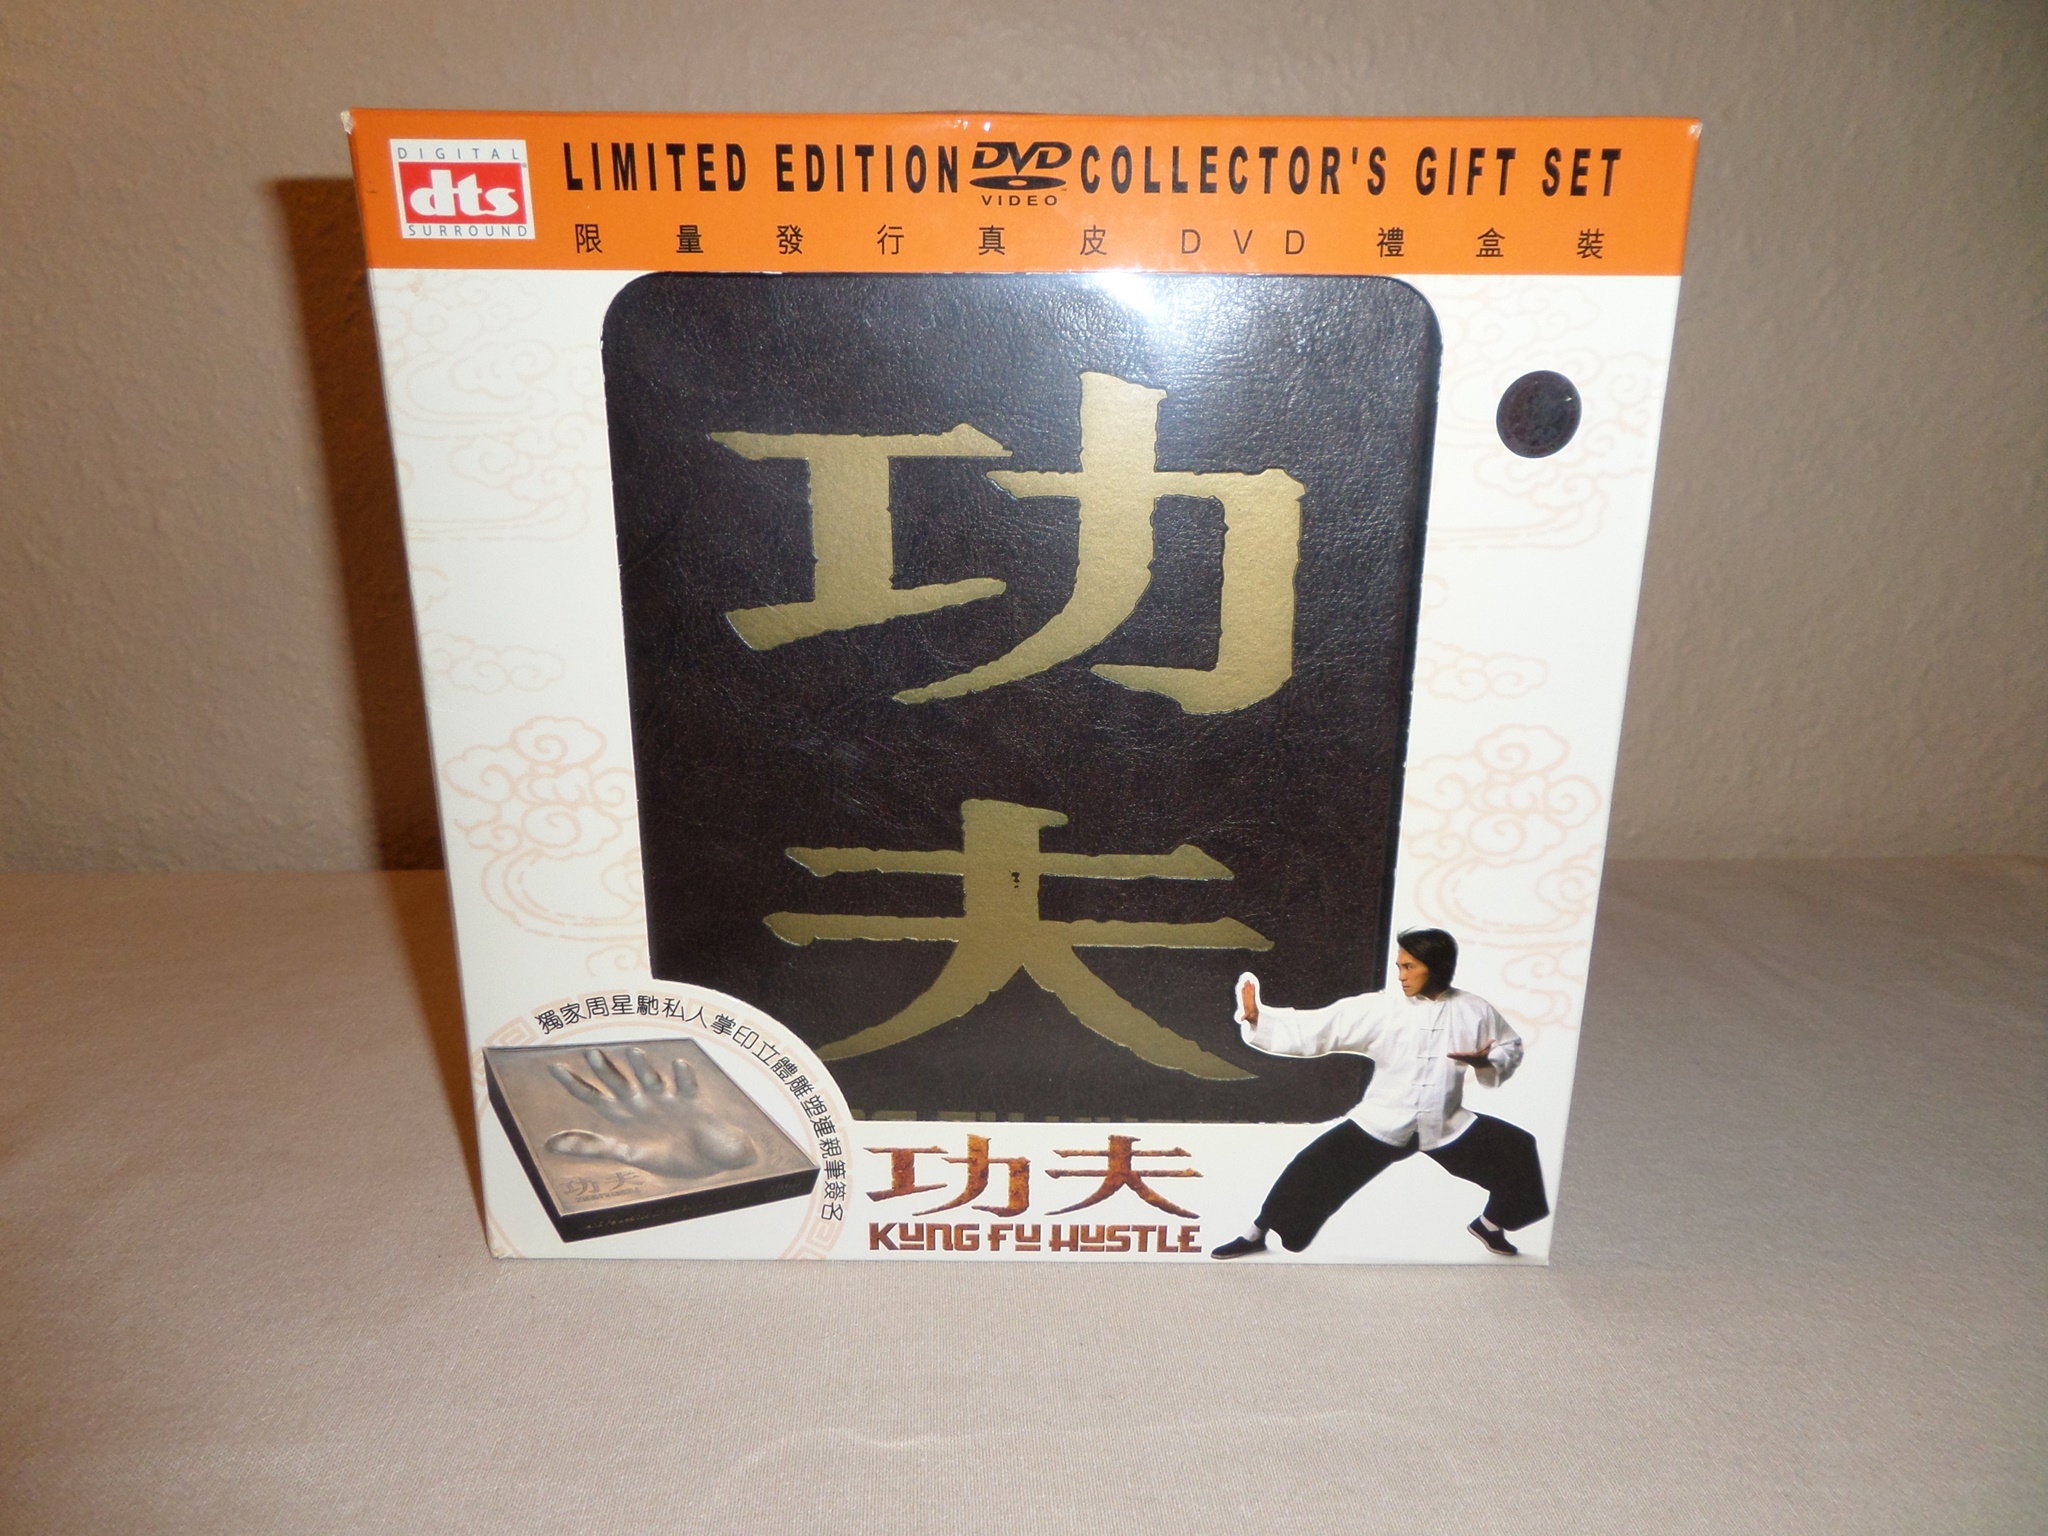 DIGITAL
dts
SURROUND
LIMITED EDITION DVD VIDEO COLLECTOR'S GIFT SET
限量發行真皮DVD禮盒裝
功
夫
獨家周星馳私人掌印立體雕塑連親筆簽名
功夫
功夫
KUNG FU HUSTLE